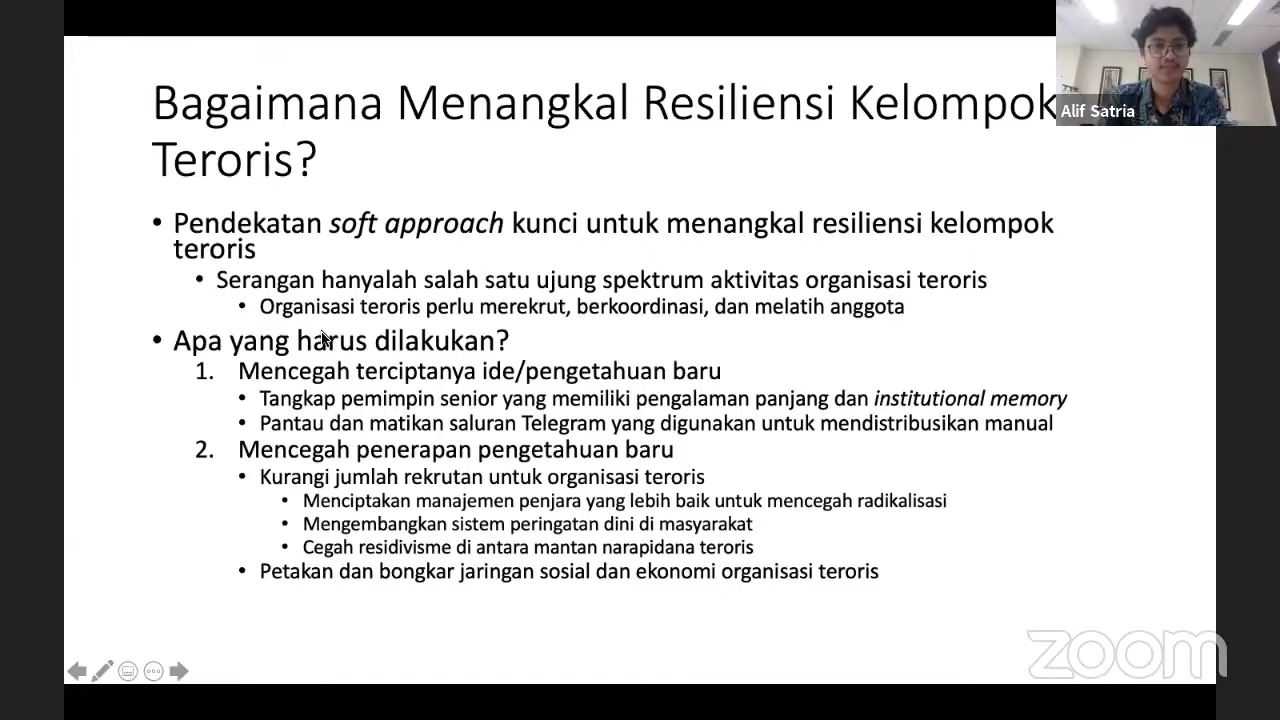 Bagaimana Menangkal Resiliensi Kelompok
Teroris?
Alif Satria
• Pendekatan soft approach kunci untuk menangkal resiliensi kelompok
teroris
• Serangan hanyalah salah satu ujung spektrum aktivitas organisasi teroris
• Organisasi teroris perlu merekrut, berkoordinasi, dan melatih anggota
• Apa yang harus dilakukan?
1. Mencegah terciptanya ide/pengetahuan baru
• Tangkap pemimpin senior yang memiliki pengalaman panjang dan institutional memory
• Pantau dan matikan saluran Telegram yang digunakan untuk mendistribusikan manual
2. Mencegah penerapan pengetahuan baru
• Kurangi jumlah rekrutan untuk organisasi teroris
• Menciptakan manajemen penjara yang lebih baik untuk mencegah radikalisasi
• Mengembangkan sistem peringatan dini di masyarakat
• Cegah residivisme di antara mantan narapidana teroris
• Petakan dan bongkar jaringan sosial dan ekonomi organisasi teroris
zoom